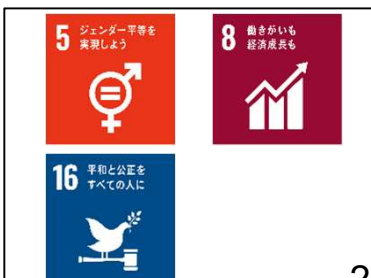 5 ジェンダー平等を
実現しよう
8 働きがいも
経済成長も
16 平和と公正を
すべての人に
2